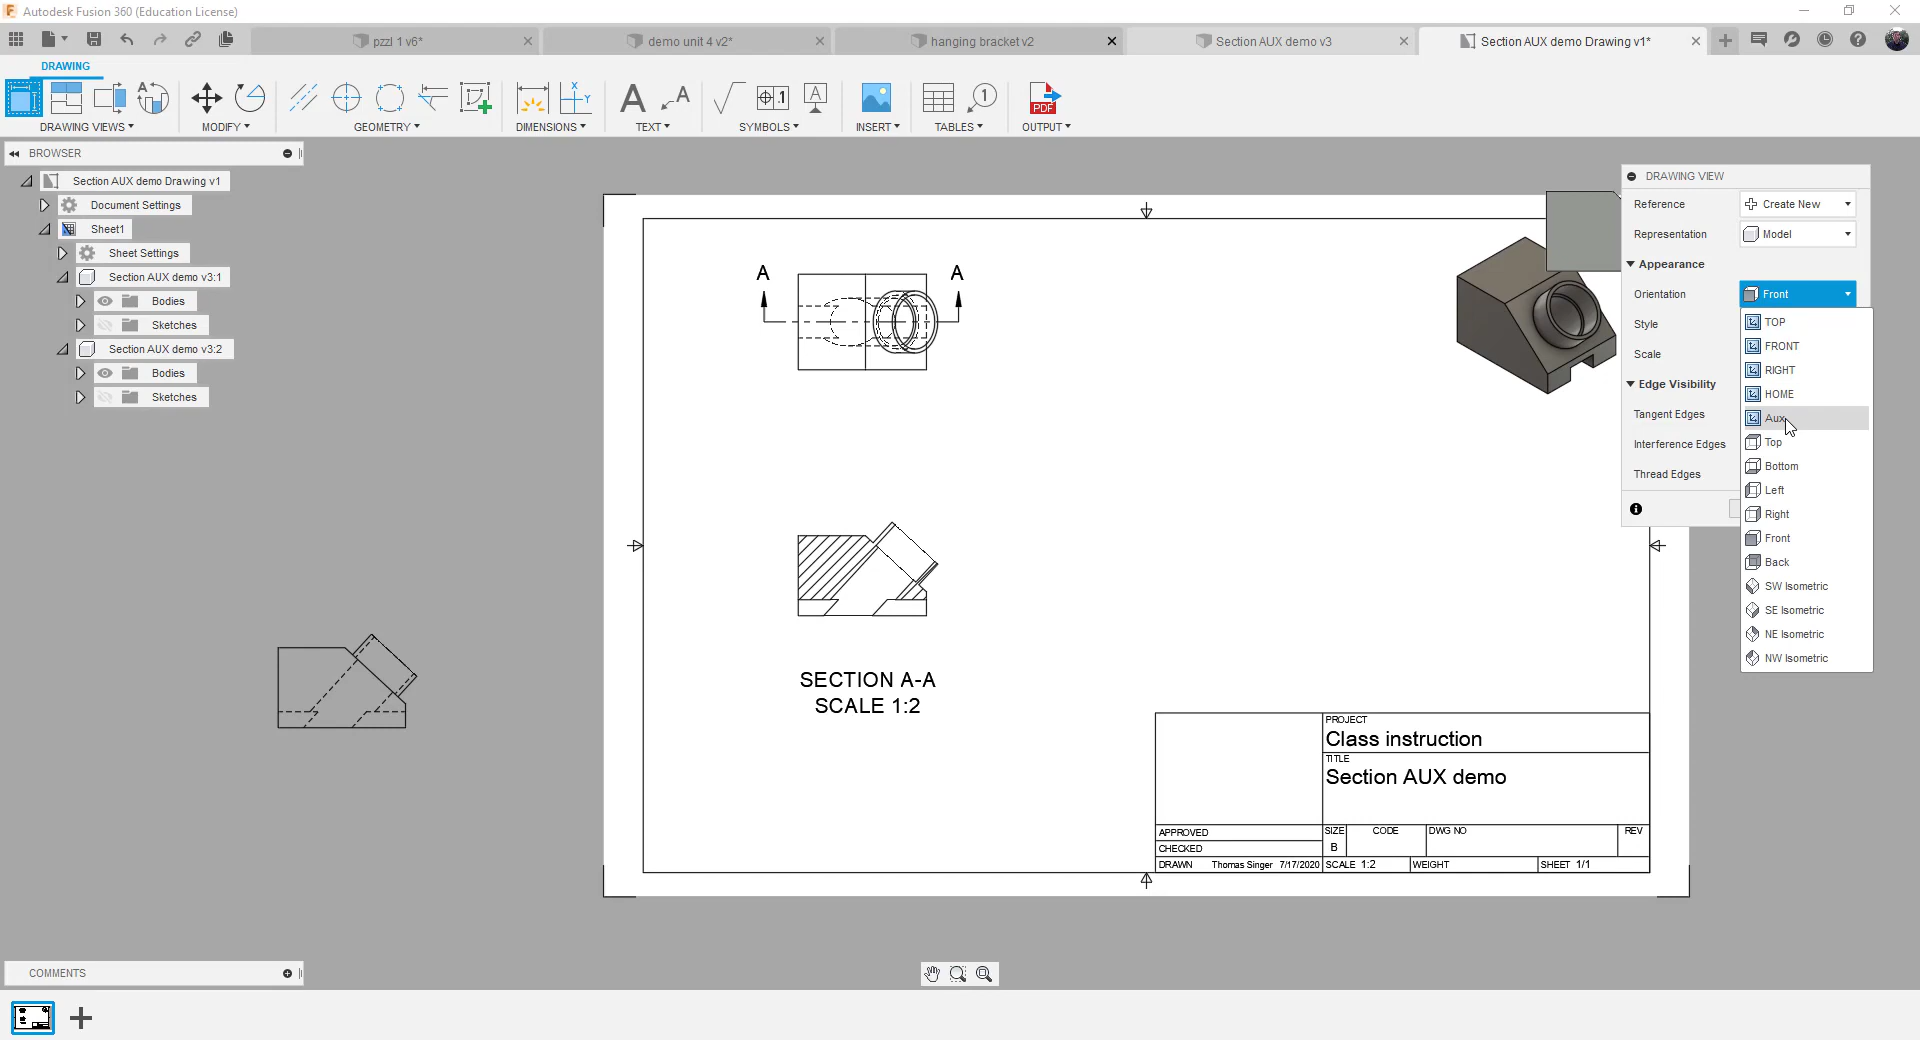 Autodesk Fusion 360 (Education License)
pzzl 1 v6*
demo unit 4 v2*
hanging bracket v2
Section AUX demo v3
Section AUX demo Drawing v1*
DRAWING
DRAWING VIEWS
MODIFY
GEOMETRY
DIMENSIONS
TEXT
SYMBOLS
INSERT
TABLES
OUTPUT
PDF
BROWSER
Section AUX demo Drawing v1
Document Settings
Sheet1
Sheet Settings
Section AUX demo v3:1
Bodies
Sketches
Section AUX demo v3:2
Bodies
Sketches
A A
SECTION A-A
SCALE 1:2
PROJECT
Class instruction
TITLE
Section AUX demo
APPROVED
CHECKED
DRAWN Thomas Singer 7/17/2020
SIZE CODE DWG NO REV
B
SCALE 1:2 WEIGHT SHEET 1/1
DRAWING VIEW
Reference Create New
Representation Model
Appearance
Orientation Front
Style
Scale
Edge Visibility
Tangent Edges
Interference Edges
Thread Edges
TOP
FRONT
RIGHT
HOME
Aux
Top
Bottom
Left
Right
Front
Back
SW Isometric
SE Isometric
NE Isometric
NW Isometric
COMMENTS